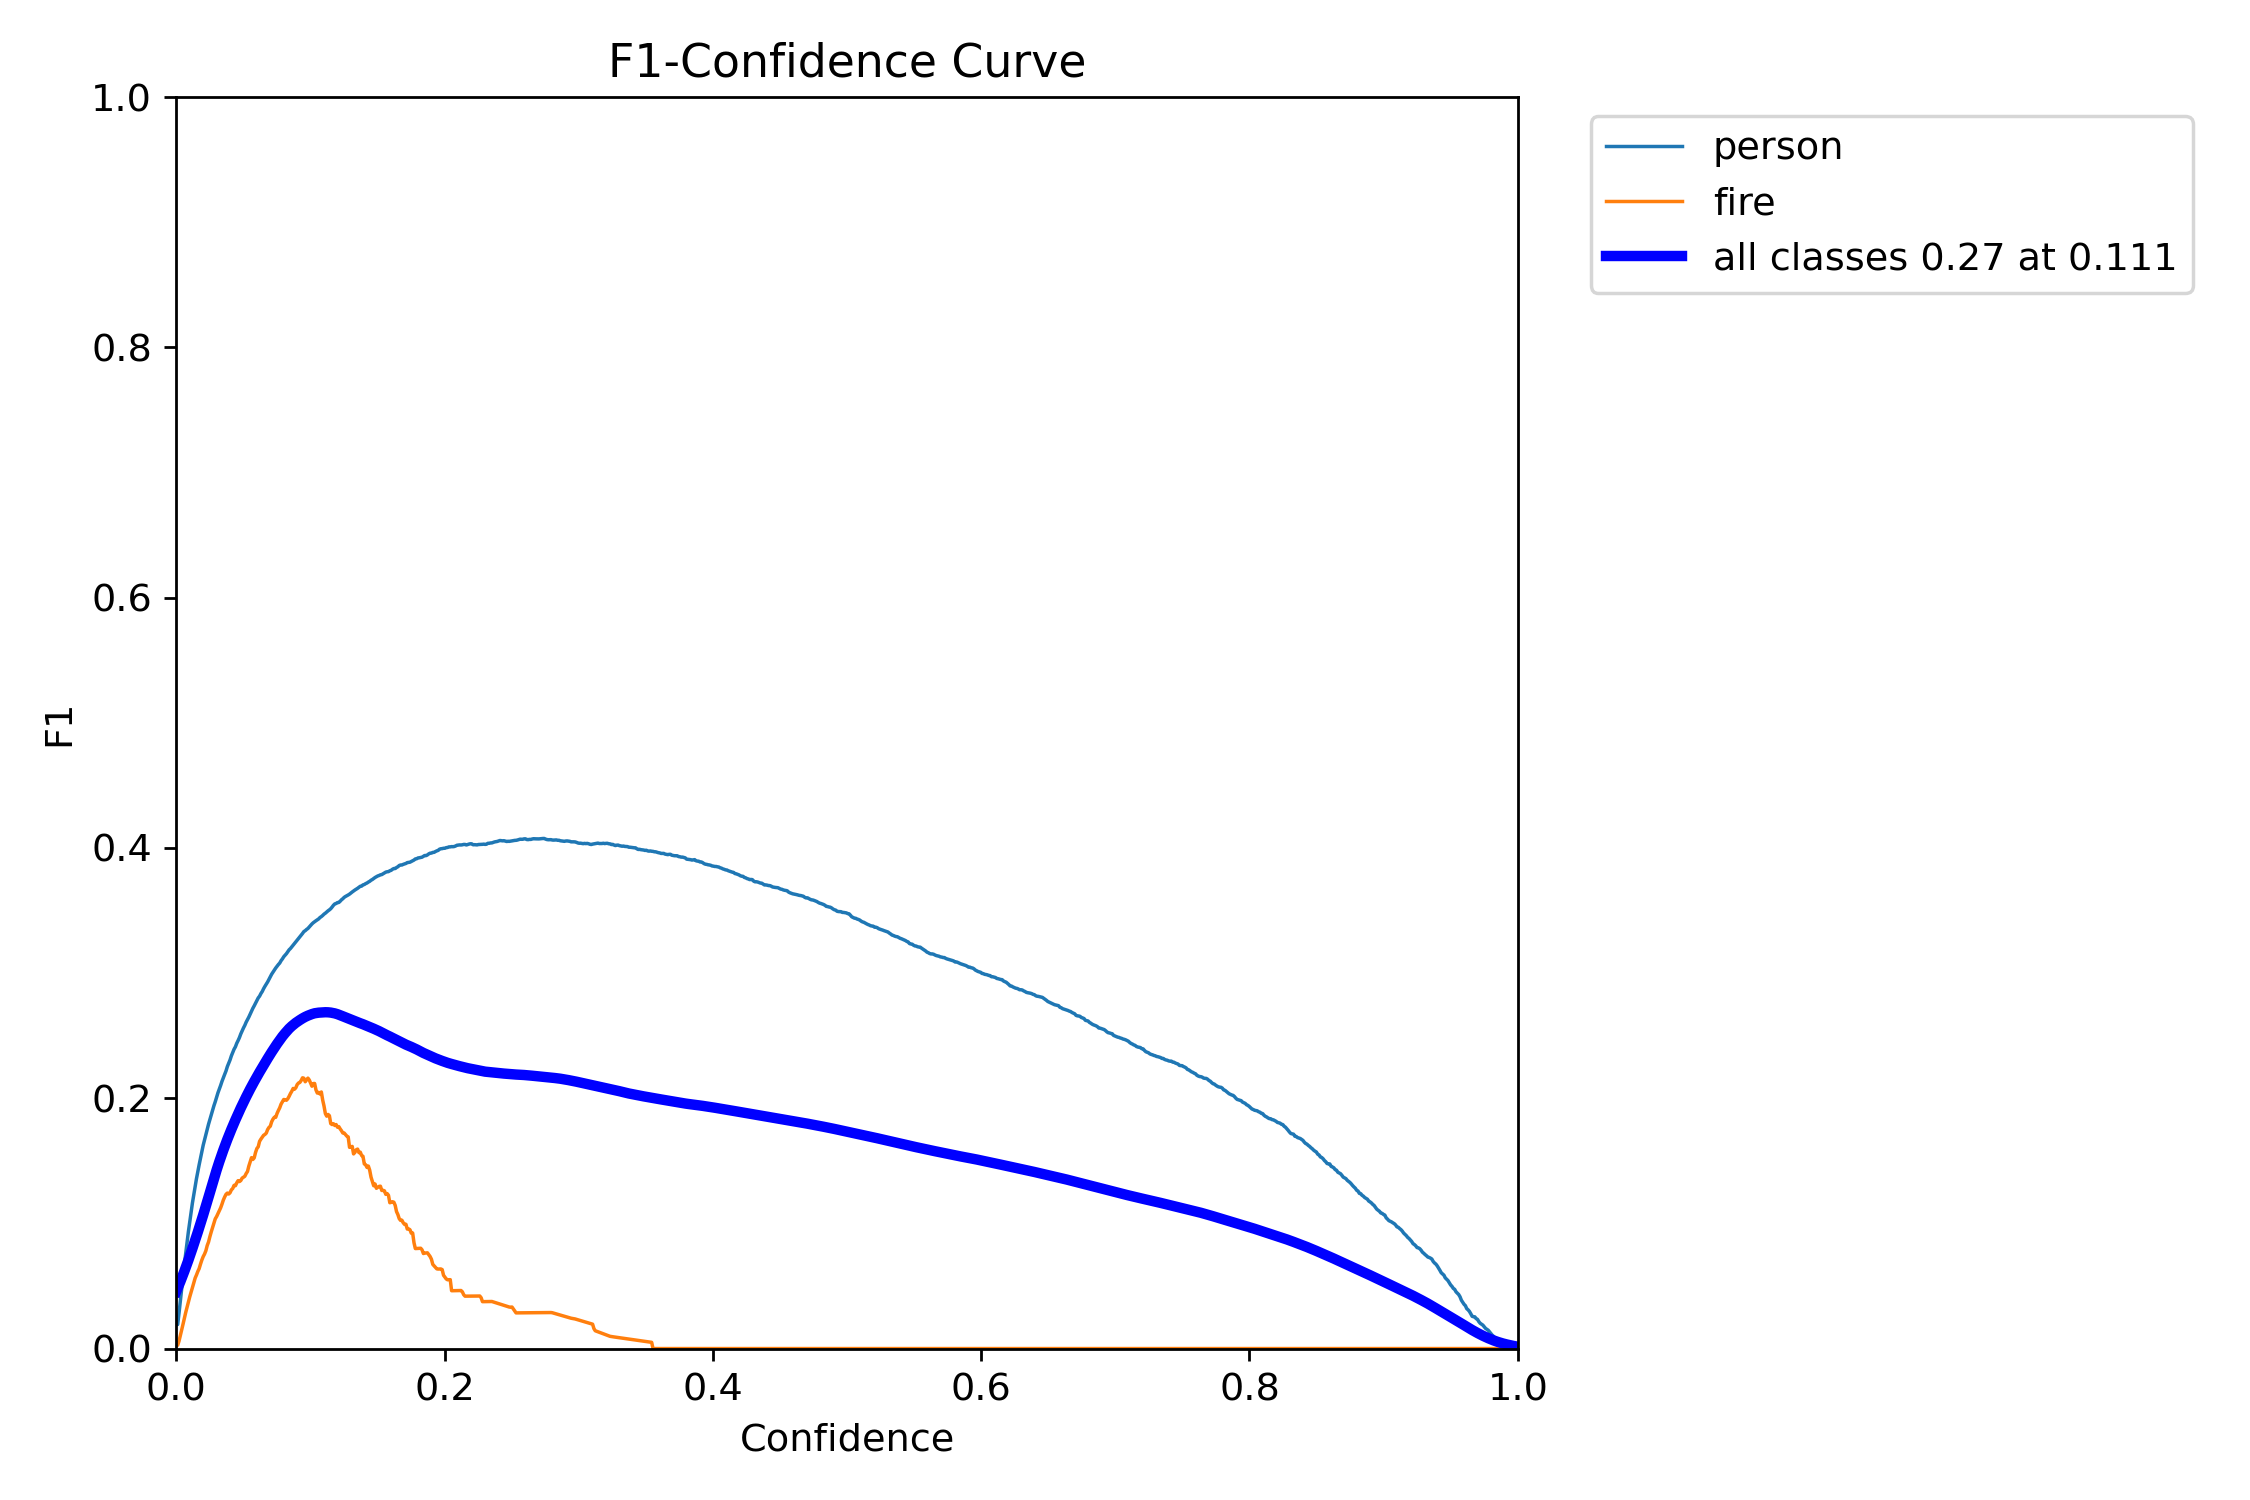 F1-Confidence Curve
1.0
0.8
0.6
0.4
0.2
0.0
F1
0.0 0.2 0.4 0.6 0.8 1.0
Confidence
person
fire
all classes 0.27 at 0.111